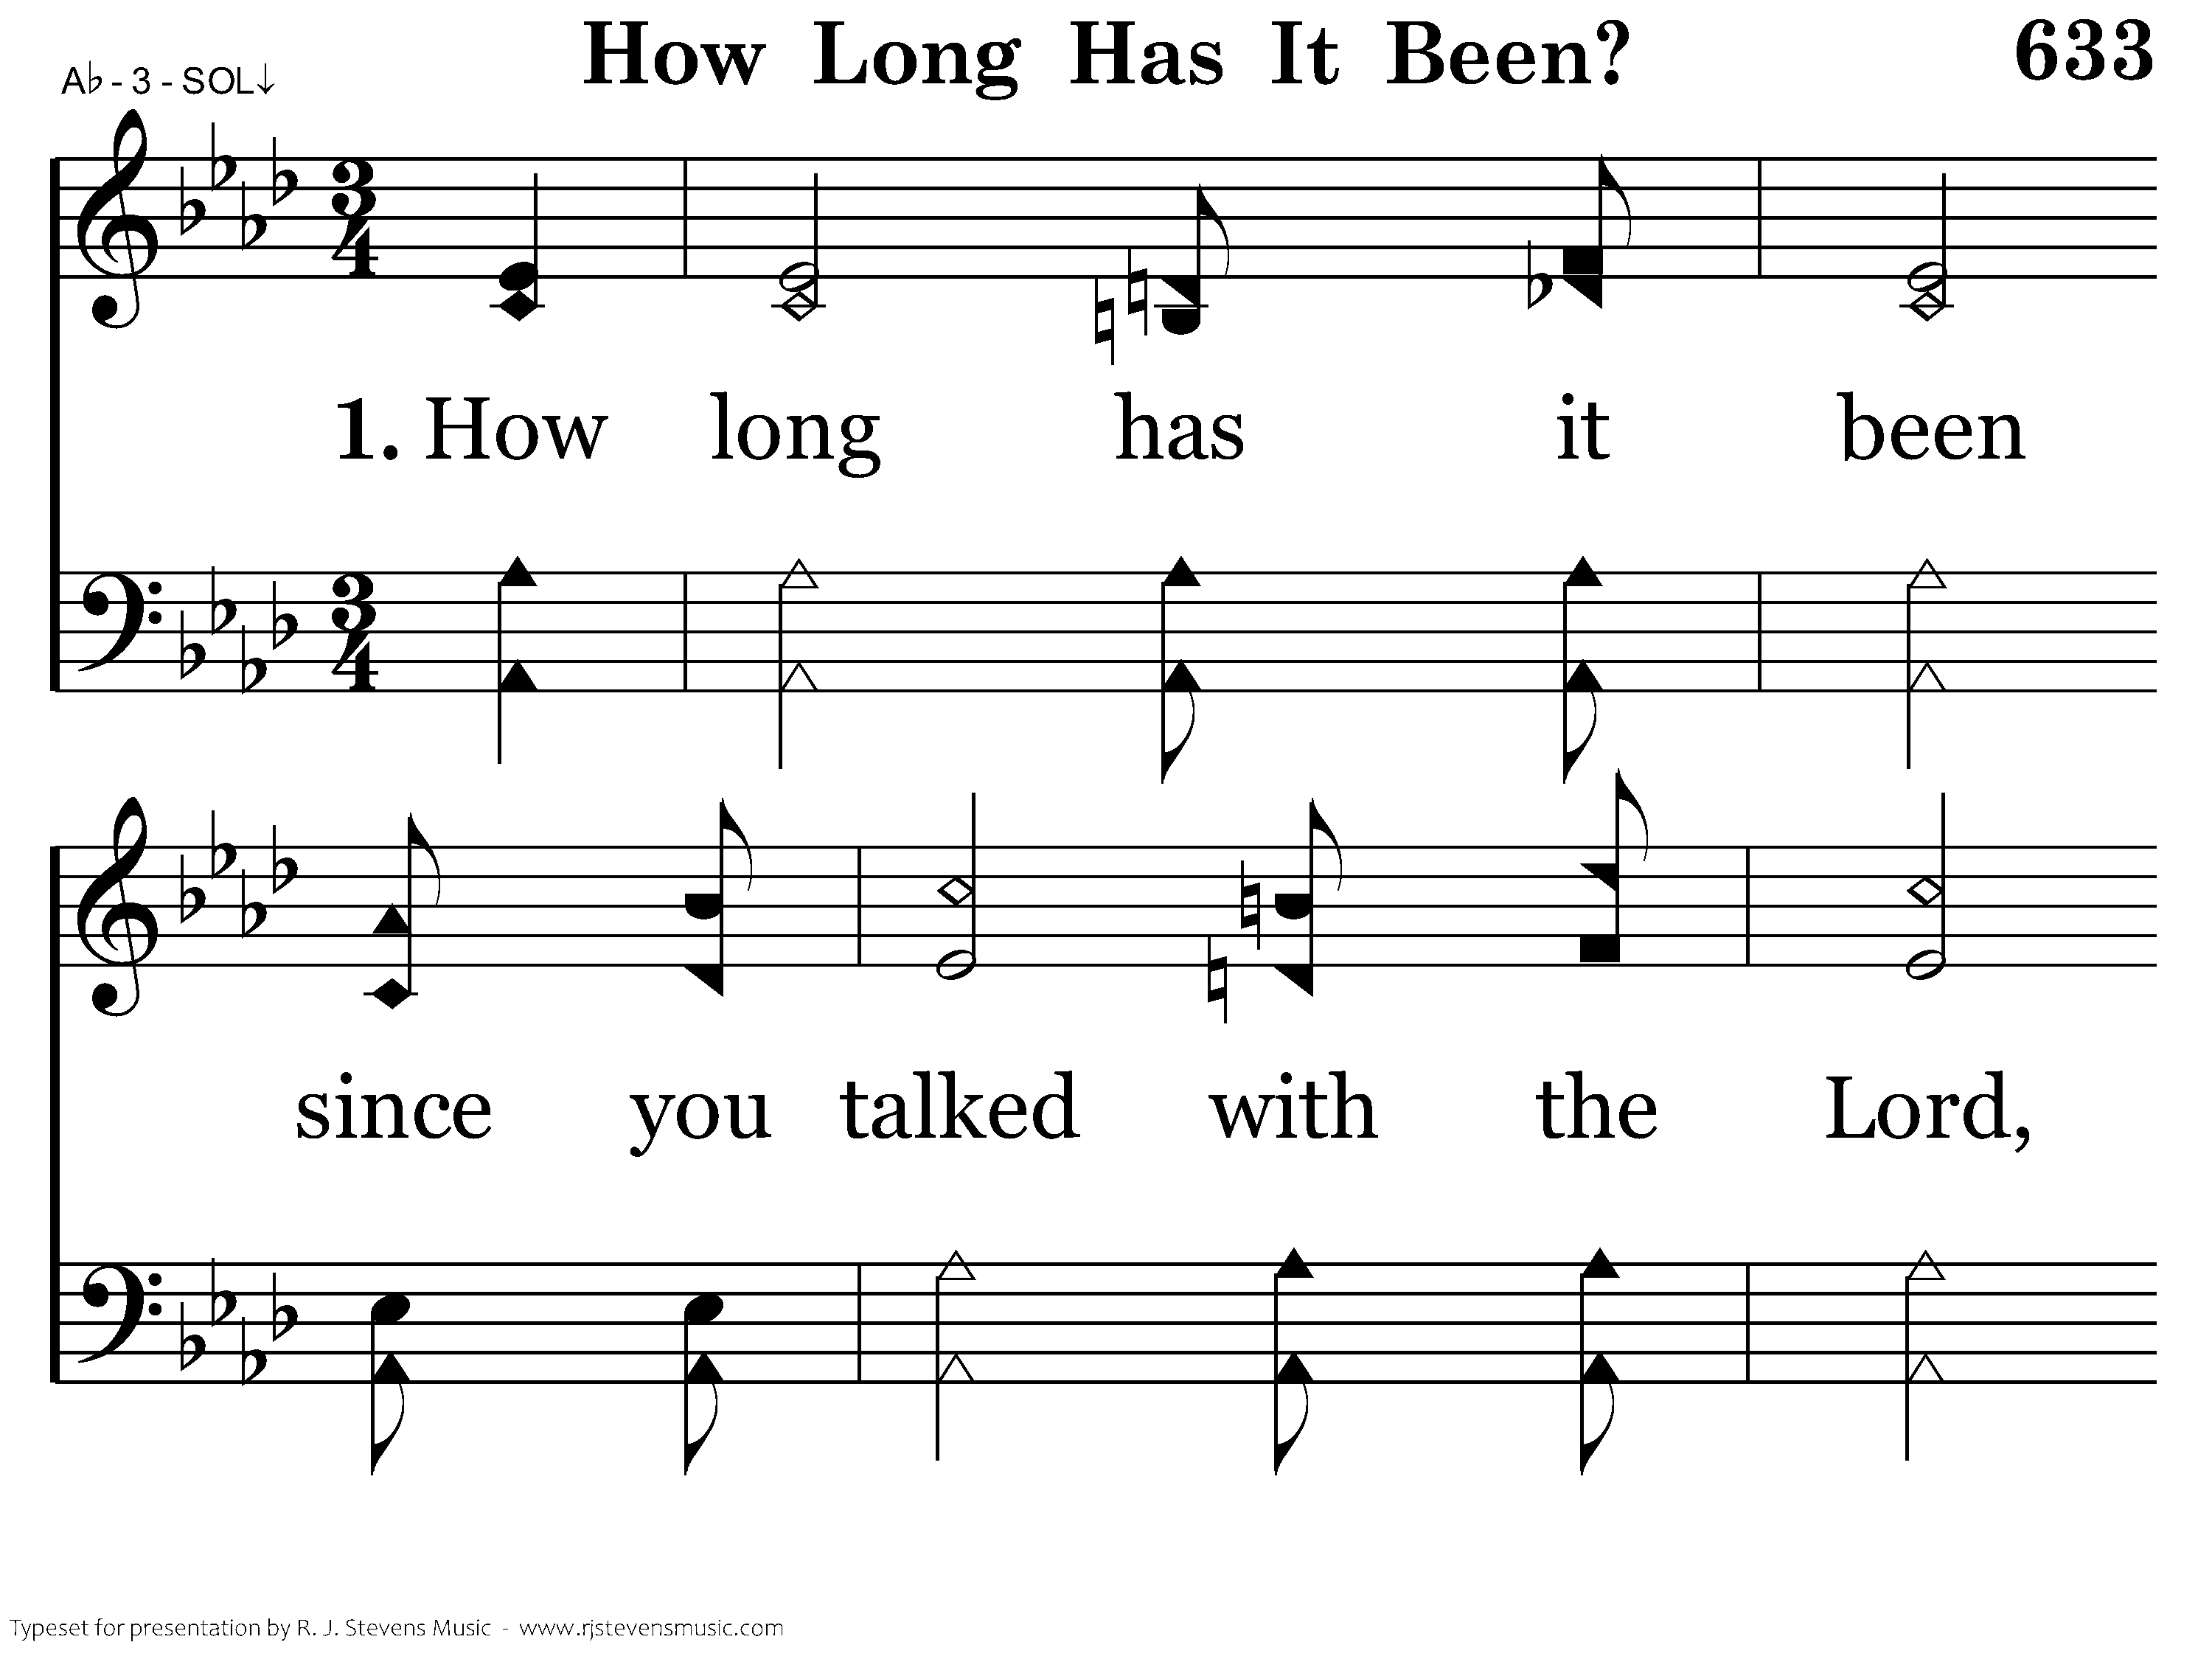 How Long Has It Been? 633
A♭ - 3 - SOL↓
3
4
1. How long has it been
3
4
since you talked with the Lord,
Typeset for presentation by R. J. Stevens Music - www.rjstevensmusic.com